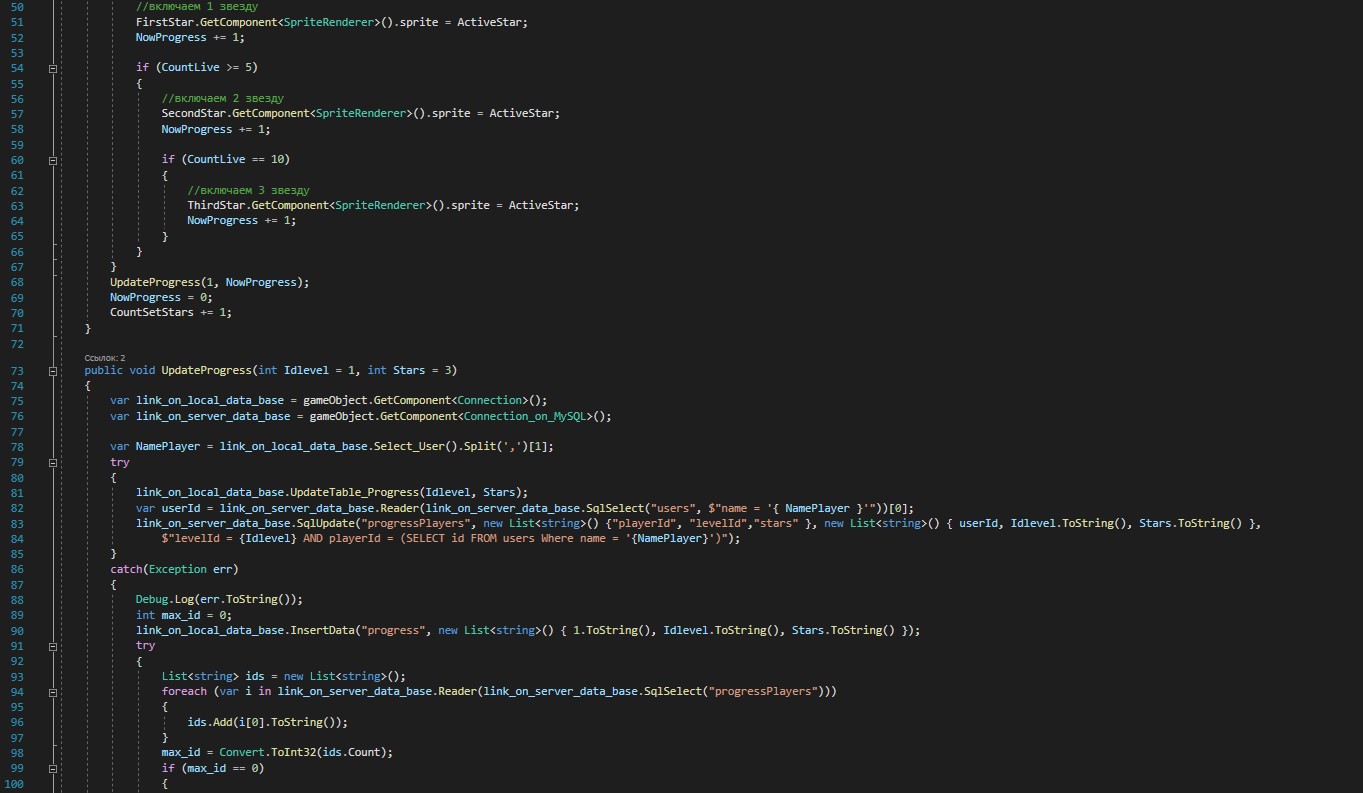 50 //включаем 1 звезду
51 FirstStar.GetComponent<SpriteRenderer>().sprite = ActiveStar;
52 NowProgress += 1;
53
54 if (CountLive >= 5)
55 {
56 //включаем 2 звезду
57 SecondStar.GetComponent<SpriteRenderer>().sprite = ActiveStar;
58 NowProgress += 1;
59
60 if (CountLive == 10)
61 {
62 //включаем 3 звезду
63 ThirdStar.GetComponent<SpriteRenderer>().sprite = ActiveStar;
64 NowProgress += 1;
65 }
66 }
67 }
68 UpdateProgress(1, NowProgress);
69 NowProgress = 0;
70 CountSetStars += 1;
71 }
72
Ссылок: 2
73 public void UpdateProgress(int Idlevel = 1, int Stars = 3)
74 {
75 var link_on_local_data_base = gameObject.GetComponent<Connection>();
76 var link_on_server_data_base = gameObject.GetComponent<Connection_on_MySQL>();
77
78 var NamePlayer = link_on_local_data_base.Select_User().Split(',')[1];
79 try
80 {
81 link_on_local_data_base.UpdateTable_Progress(Idlevel, Stars);
82 var userId = link_on_server_data_base.Reader(link_on_server_data_base.SqlSelect("users", $"name = '{ NamePlayer }'"))[0];
83 link_on_server_data_base.SqlUpdate("progressPlayers", new List<string>() {"playerId", "levelId","stars" }, new List<string>() { userId, Idlevel.ToString(), Stars.ToString() },
84 $"levelId = {Idlevel} AND playerId = (SELECT id FROM users Where name = '{NamePlayer}')");
85 }
86 catch(Exception err)
87 {
88 Debug.Log(err.ToString());
89 int max_id = 0;
90 link_on_local_data_base.InsertData("progress", new List<string>() { 1.ToString(), Idlevel.ToString(), Stars.ToString() });
91 try
92 {
93 List<string> ids = new List<string>();
94 foreach (var i in link_on_server_data_base.Reader(link_on_server_data_base.SqlSelect("progressPlayers")))
95 {
96 ids.Add(i[0].ToString());
97 }
98 max_id = Convert.ToInt32(ids.Count);
99 if (max_id == 0)
100 {